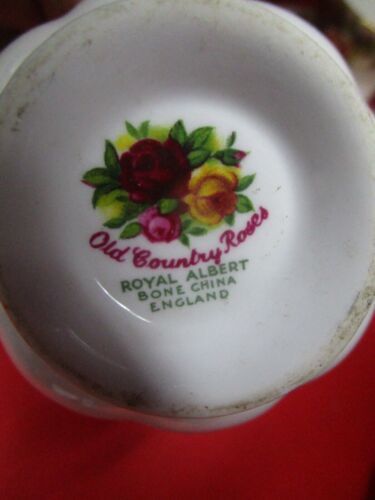 Old Country Roses
ROYAL ALBERT
BONE CHINA
ENGLAND